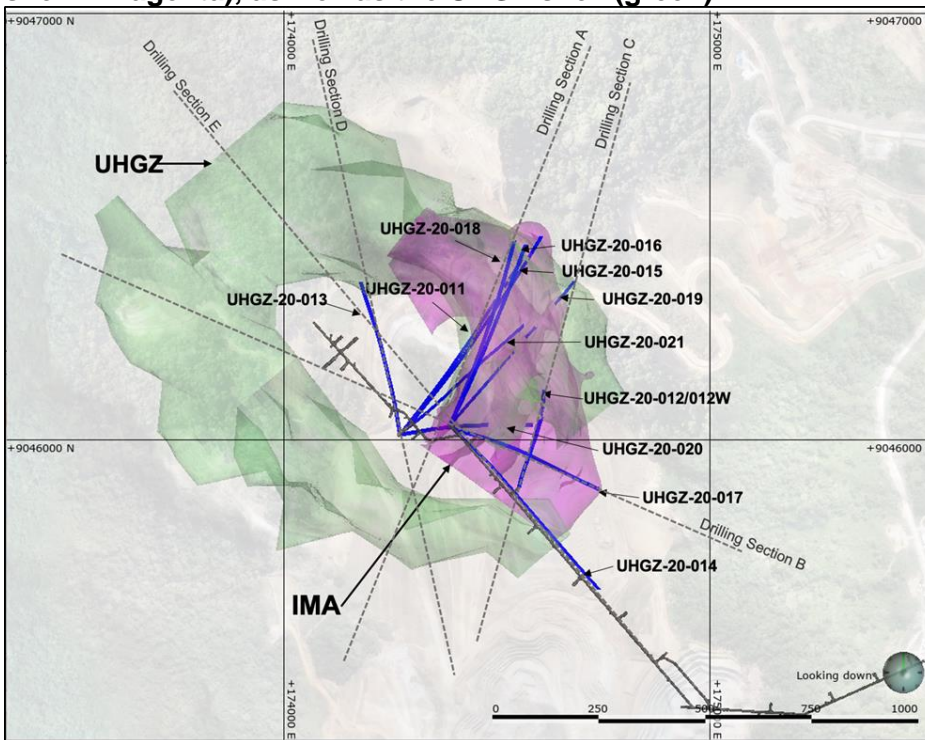 +9047000 N
+174000 E
+175000 E
+9047000
Drilling Section E
Drilling Section D
Drilling Section A
Drilling Section C
UHGZ
UHGZ-20-018
UHGZ-20-016
UHGZ-20-015
UHGZ-20-011
UHGZ-20-013
UHGZ-20-019
UHGZ-20-021
UHGZ-20-012/012W
+9046000 N
UHGZ-20-020
+9046000
UHGZ-20-017
Drilling Section B
UHGZ-20-014
IMA
Looking down
+174000 E
+175000 E
0 250 500 750 1000